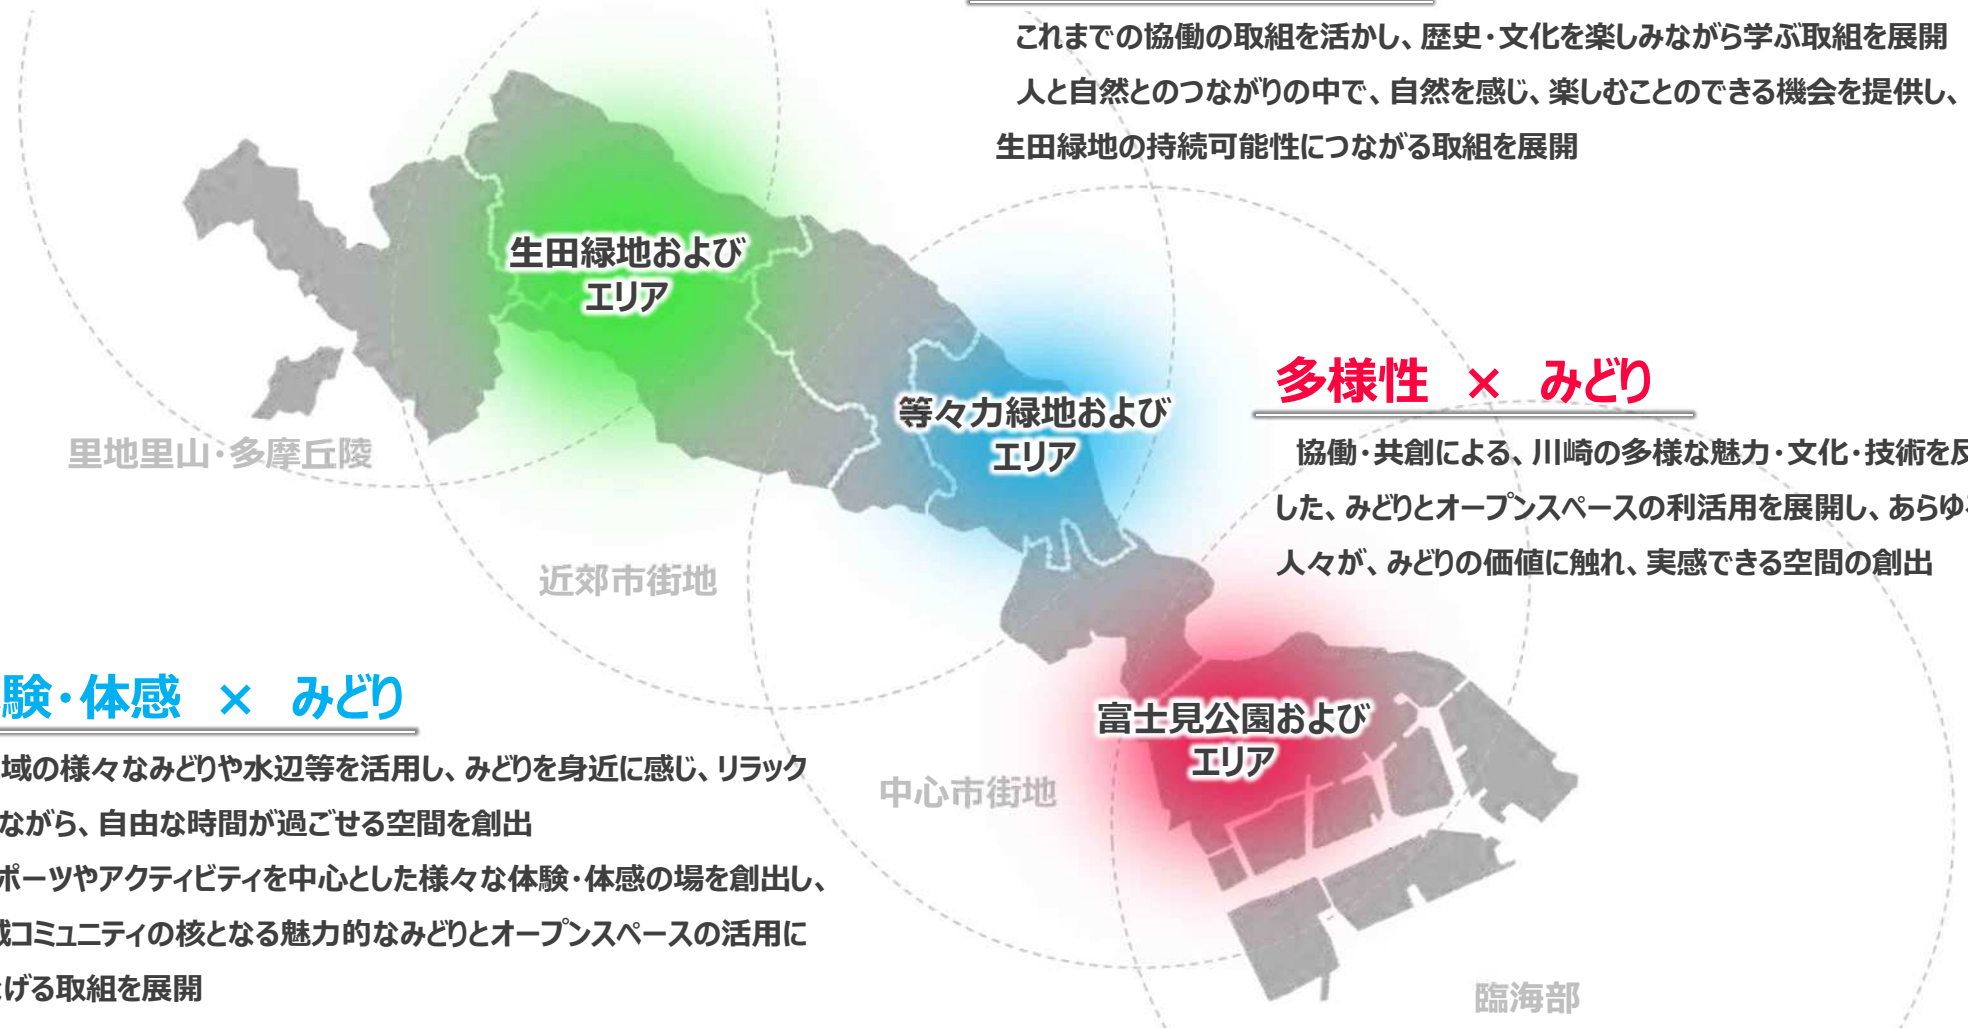 これまでの協働の取組を活かし、歴史・文化を楽しみながら学ぶ取組を展開
人と自然とのつながりの中で、自然を感じ、楽しむことのできる機会を提供し、
生田緑地の持続可能性につながる取組を展開
生田緑地および
エリア
等々力緑地および
エリア
多様性 × みどり
協働・共創による、川崎の多様な魅力・文化・技術を反
した、みどりとオープンスペースの利活用を展開し、あらゆ
人々が、みどりの価値に触れ、実感できる空間の創出
里地里山・多摩丘陵
近郊市街地
験・体感 × みどり
域の様々なみどりや水辺等を活用し、みどりを身近に感じ、リラック
ながら、自由な時間が過ごせる空間を創出
ポーツやアクティビティを中心とした様々な体験・体感の場を創出し、
域コミュニティの核となる魅力的なみどりとオープンスペースの活用に
げる取組を展開
富士見公園および
エリア
中心市街地
臨海部